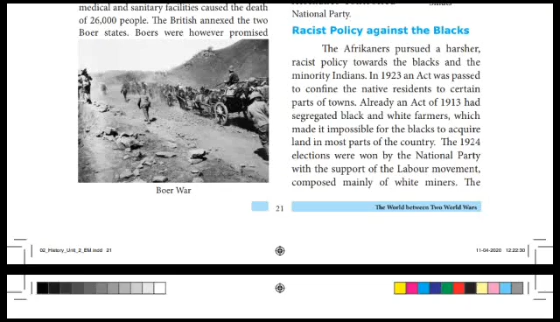 medical and sanitary facilities caused the death
of 26,000 people. The British annexed the two
Boer states. Boers were however promised
Boer War
National Party.
Racist Policy against the Blacks
The Afrikaners pursued a harsher,
racist policy towards the blacks and the
minority Indians. In 1923 an Act was passed
to confine the native residents to certain
parts of towns. Already an Act of 1913 had
segregated black and white farmers, which
made it impossible for the blacks to acquire
land in most parts of the country. The 1924
elections were won by the National Party
with the support of the Labour movement,
composed mainly of white miners. The
21
The World between Two World Wars
02_History_Unit_2_EM.indd 21
11-04-2020 12:22:30